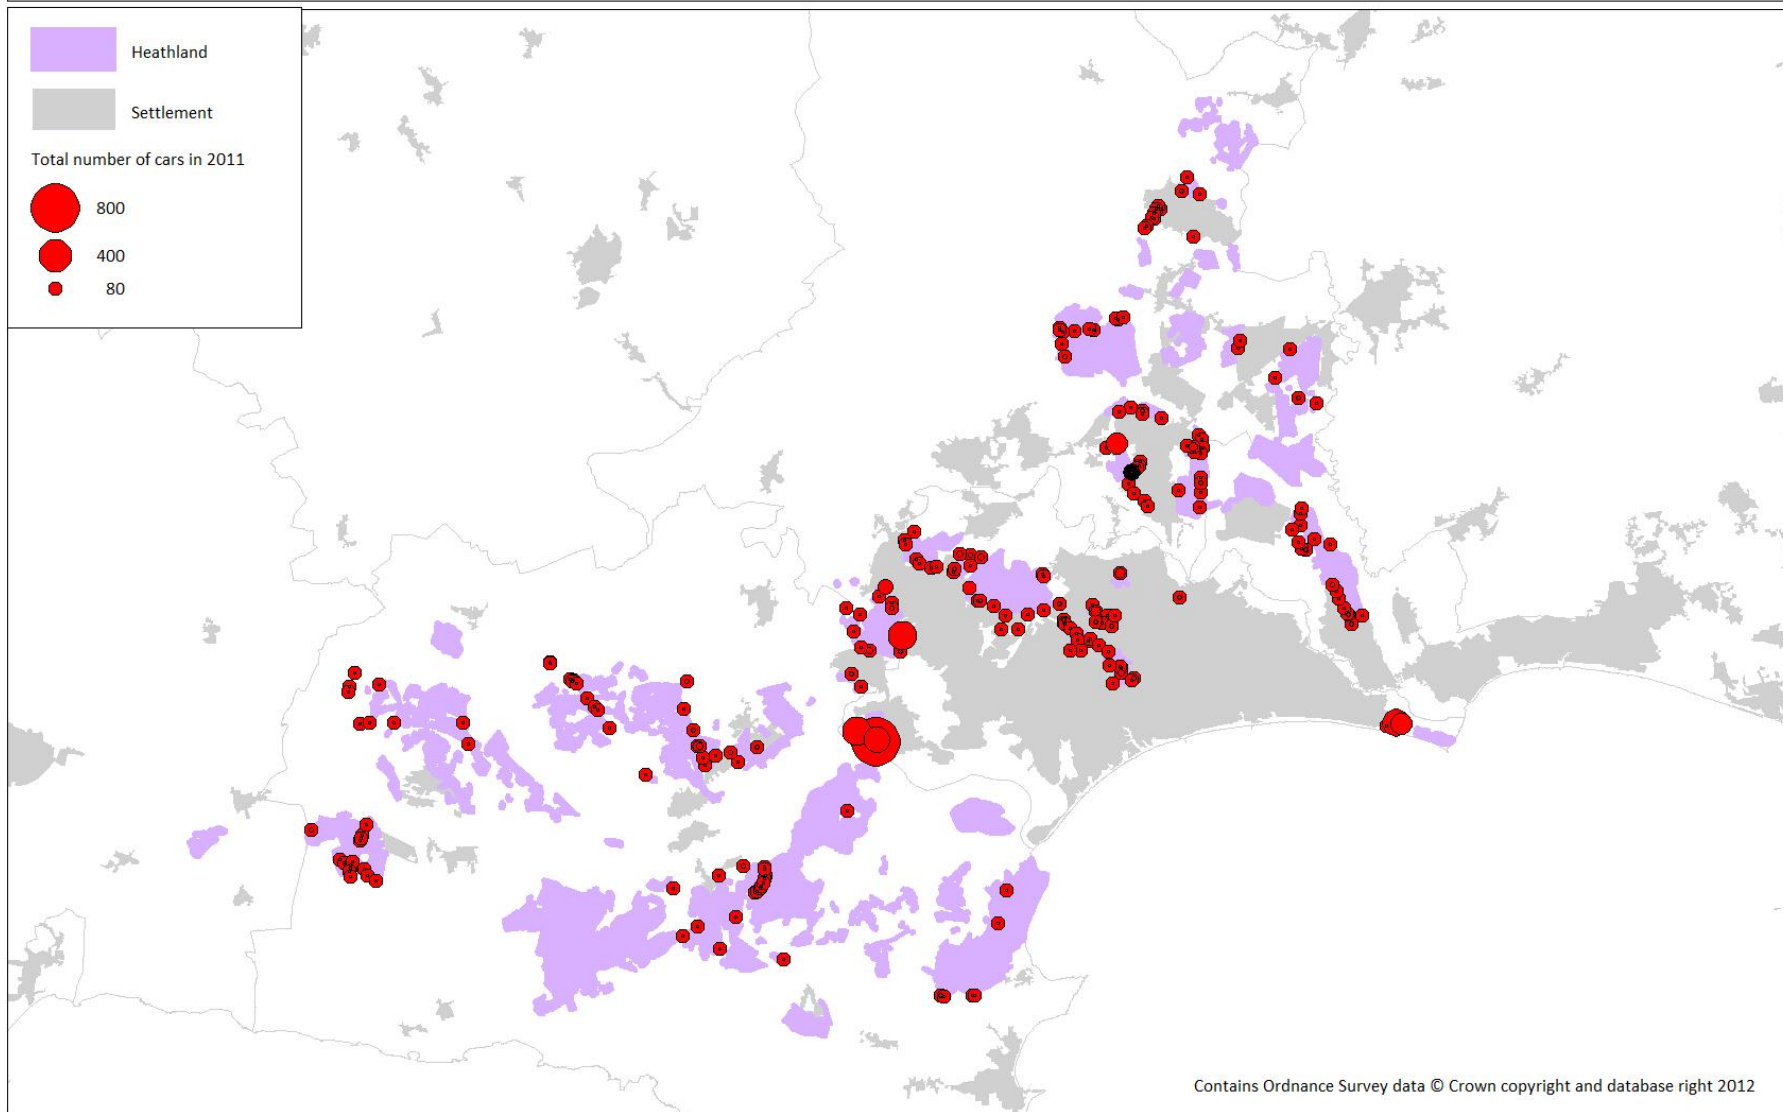 Heathland
Settlement
Total number of cars in 2011
800
400
80
Contains Ordnance Survey data © Crown copyright and database right 2012